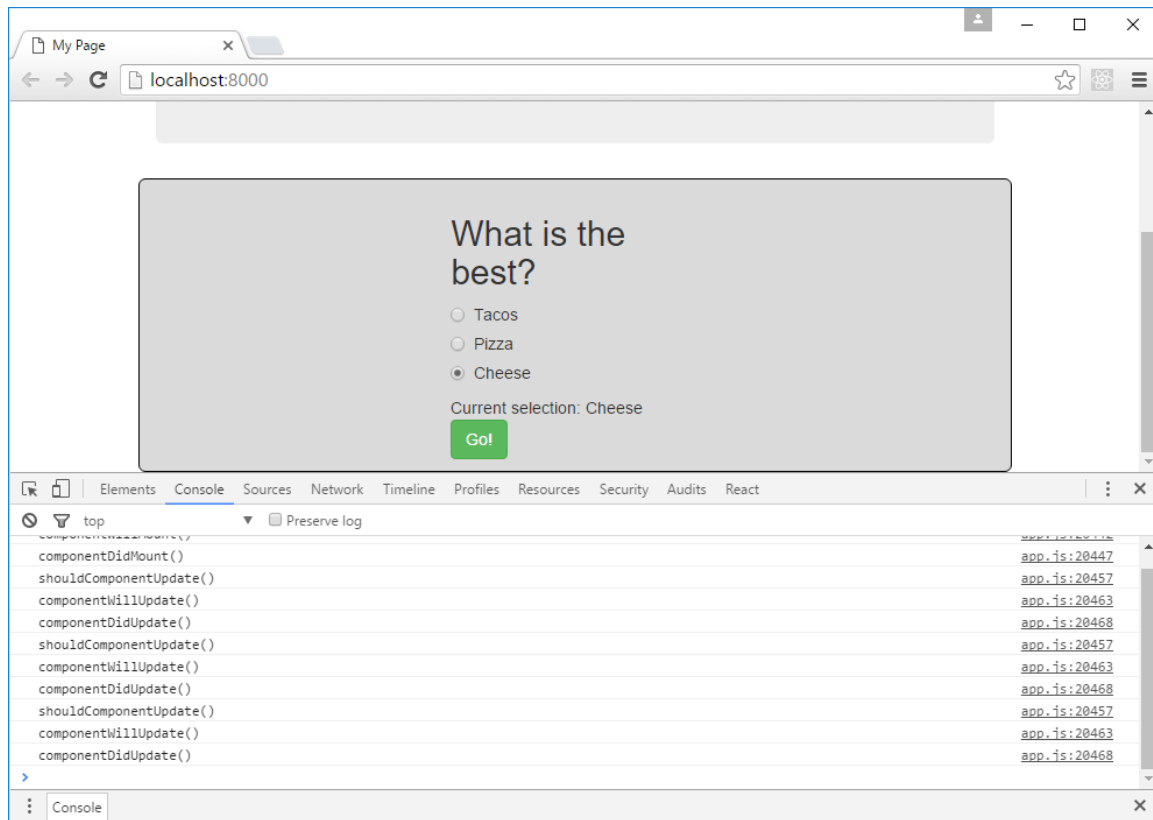 My Page
localhost:8000
What is the
best?
Tacos
Pizza
Cheese
Current selection: Cheese
Go!
Elements Console Sources Network Timeline Profiles Resources Security Audits React
top Preserve log
componentDidMount() app.js:20447
shouldComponentUpdate() app.js:20457
componentWillUpdate() app.js:20463
componentDidUpdate() app.js:20468
shouldComponentUpdate() app.js:20457
componentWillUpdate() app.js:20463
componentDidUpdate() app.js:20468
shouldComponentUpdate() app.js:20457
componentWillUpdate() app.js:20463
componentDidUpdate() app.js:20468
Console